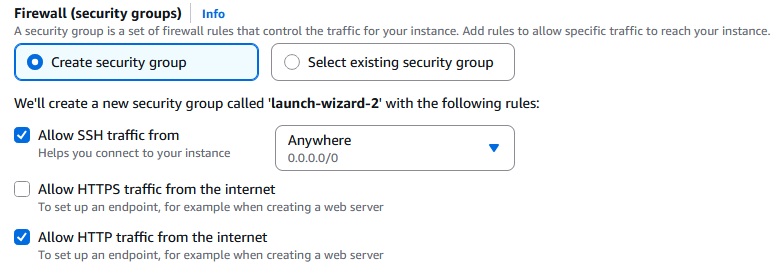 Firewall (security groups) Info
A security group is a set of firewall rules that control the traffic for your instance. Add rules to allow specific traffic to reach your instance.
Create security group
Select existing security group
We'll create a new security group called 'launch-wizard-2' with the following rules:
Allow SSH traffic from
Helps you connect to your instance
Anywhere
0.0.0.0/0
Allow HTTPS traffic from the internet
To set up an endpoint, for example when creating a web server
Allow HTTP traffic from the internet
To set up an endpoint, for example when creating a web server